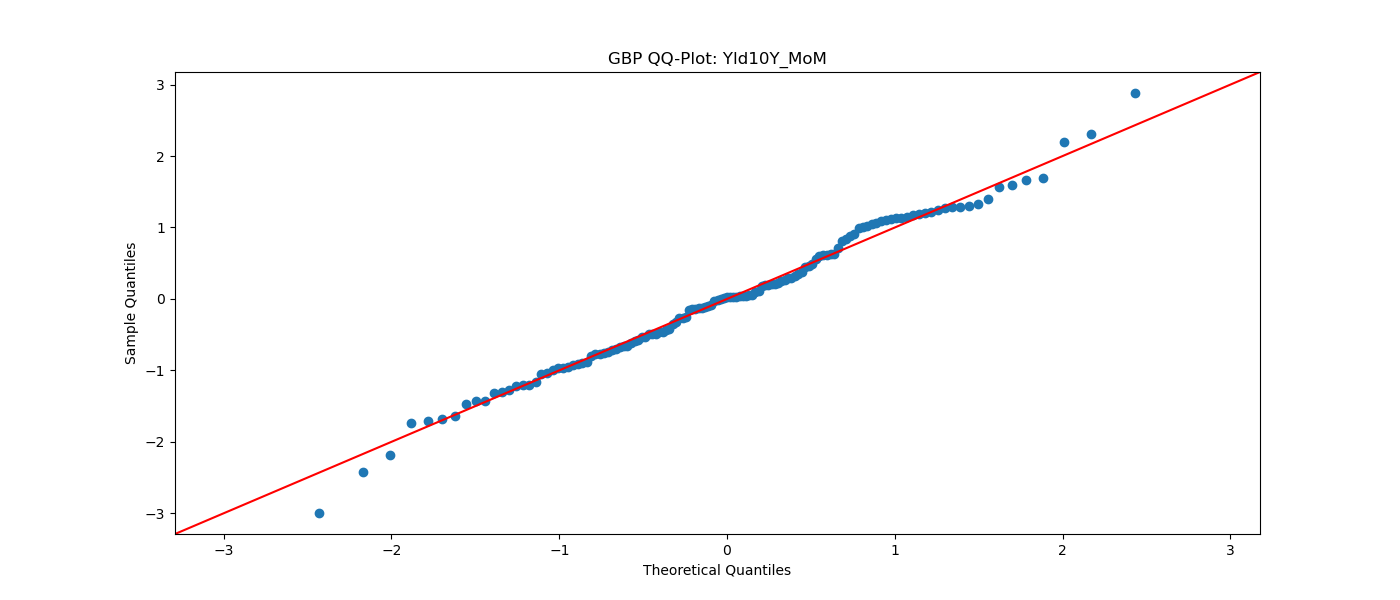 GBP QQ-Plot: Yld10Y_MoM
3
2
1
0
−1
−2
−3
Sample Quantiles
−3 −2 −1 0 1 2 3
Theoretical Quantiles